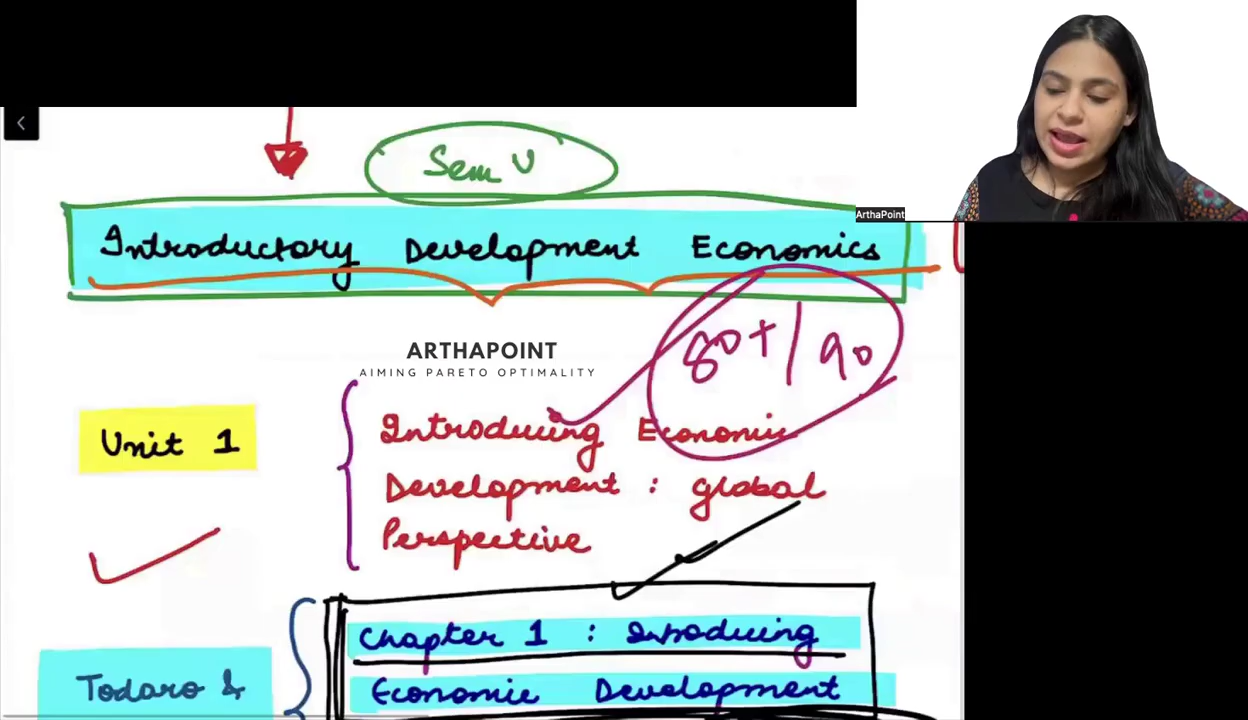 Sem V
ArthaPoint
Introductory Development Economics
80+/90
ARTHAPOINT
AIMING PARETO OPTIMALITY
Unit 1
Introducing Economic
Development : global
Perspective
Chapter 1 : Introducing
Economic Development
Todaro &